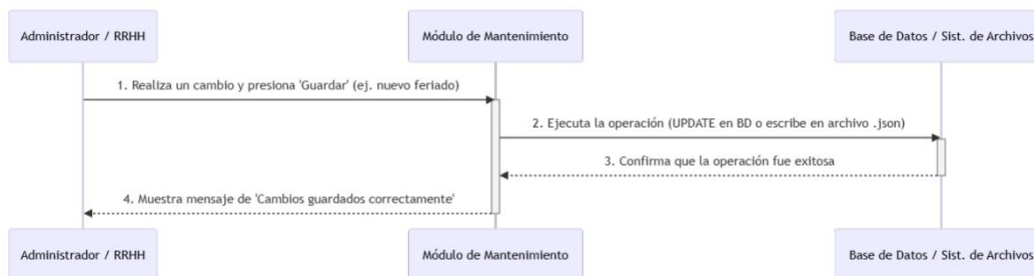 Administrador / RRHH
Módulo de Mantenimiento
Base de Datos / Sist. de Archivos
1. Realiza un cambio y presiona 'Guardar' (ej. nuevo feriado)
2. Ejecuta la operación (UPDATE en BD o escribe en archivo .json)
3. Confirma que la operación fue exitosa
4. Muestra mensaje de 'Cambios guardados correctamente'
Administrador / RRHH
Módulo de Mantenimiento
Base de Datos / Sist. de Archivos